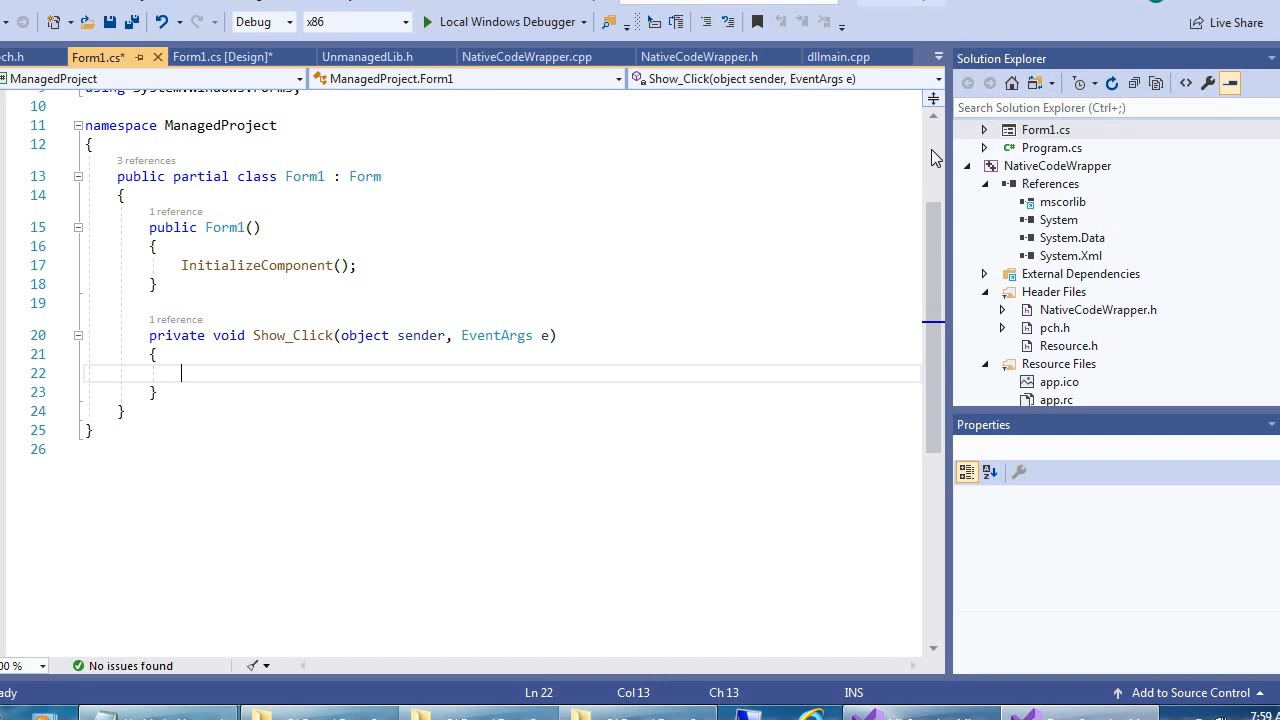 Debug
x86
Local Windows Debugger
Live Share
Form1.cs*
Form1.cs [Design]*
UnmanagedLib.h
NativeCodeWrapper.cpp
NativeCodeWrapper.h
dllmain.cpp
Solution Explorer
ManagedProject
ManagedProject.Form1
Show_Click(object sender, EventArgs e)
Search Solution Explorer (Ctrl+;)
10
11 namespace ManagedProject
12 {
3 references
13 public partial class Form1 : Form
14 {
1 reference
15 public Form1()
16 {
17 InitializeComponent();
18 }
19
1 reference
20 private void Show_Click(object sender, EventArgs e)
21 {
22
23 }
24 }
25 }
26
Form1.cs
Program.cs
NativeCodeWrapper
References
mscorlib
System
System.Data
System.Xml
External Dependencies
Header Files
NativeCodeWrapper.h
pch.h
Resource.h
Resource Files
app.ico
app.rc
Properties
No issues found
Ln 22
Col 13
Ch 13
INS
Add to Source Control